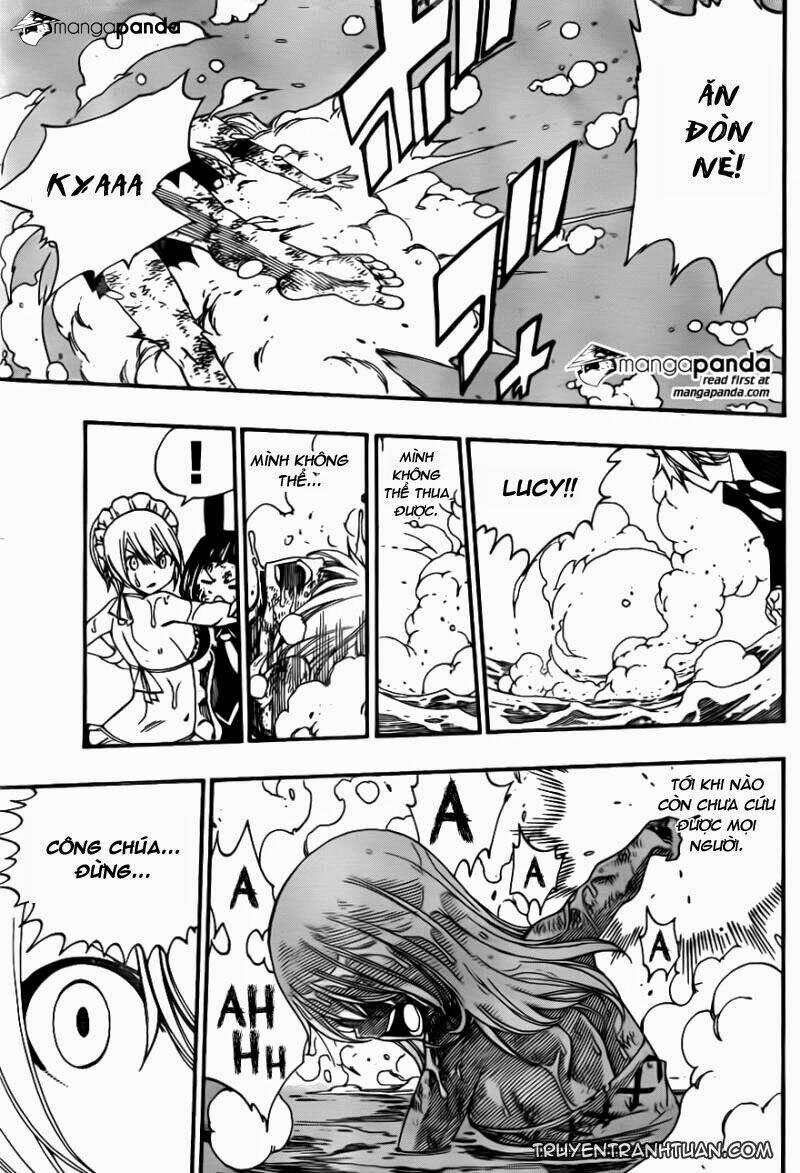 mangapanda
ĂN
ĐÒN
NÈ!
KYAAA
mangapanda
read first at
mangapanda.com
LUCY!!
MÌNH
KHÔNG
THỂ THUA
ĐƯỢC.
MÌNH KHÔNG
THỂ...
!
TỚI KHI NÀO
CÒN CHƯA CỨU
ĐƯỢC MỌI
NGƯỜI.
A
A
A
A
AH
H H
CÔNG CHÚA...
ĐỪNG...
TRUYENTRANHTUAN.COM